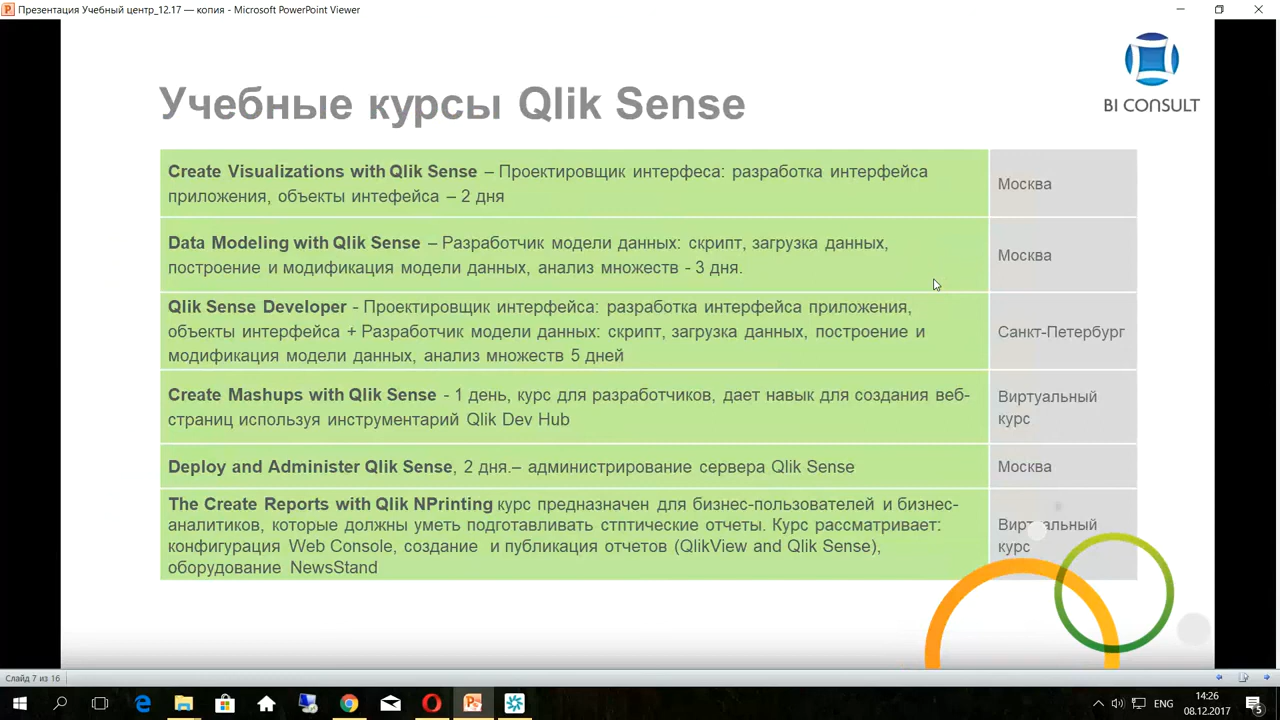 Презентация Учебный центр_12.17 — копия - Microsoft PowerPoint Viewer
BI CONSULT
Учебные курсы Qlik Sense
Create Visualizations with Qlik Sense – Проектировщик интерфеса: разработка интерфейса
приложения, объекты интефейса – 2 дня
Москва
Data Modeling with Qlik Sense – Разработчик модели данных: скрипт, загрузка данных,
построение и модификация модели данных, анализ множеств - 3 дня.
Москва
Qlik Sense Developer - Проектировщик интерфейса: разработка интерфейса приложения,
объекты интерфейса + Разработчик модели данных: скрипт, загрузка данных, построение и
модификация модели данных, анализ множеств 5 дней
Санкт-Петербург
Create Mashups with Qlik Sense - 1 день, курс для разработчиков, дает навык для создания веб-
страниц используя инструментарий Qlik Dev Hub
Виртуальный
курс
Deploy and Administer Qlik Sense, 2 дня.– администрирование сервера Qlik Sense
Москва
The Create Reports with Qlik NPrinting курс предназначен для бизнес-пользователей и бизнес-
аналитиков, которые должны уметь подготавливать стптические отчеты. Курс рассматривает:
конфигурация Web Console, создание и публикация отчетов (QlikView and Qlik Sense),
оборудование NewsStand
Виртуальный
курс
Слайд 7 из 16
ENG
14:26
08.12.2017
5